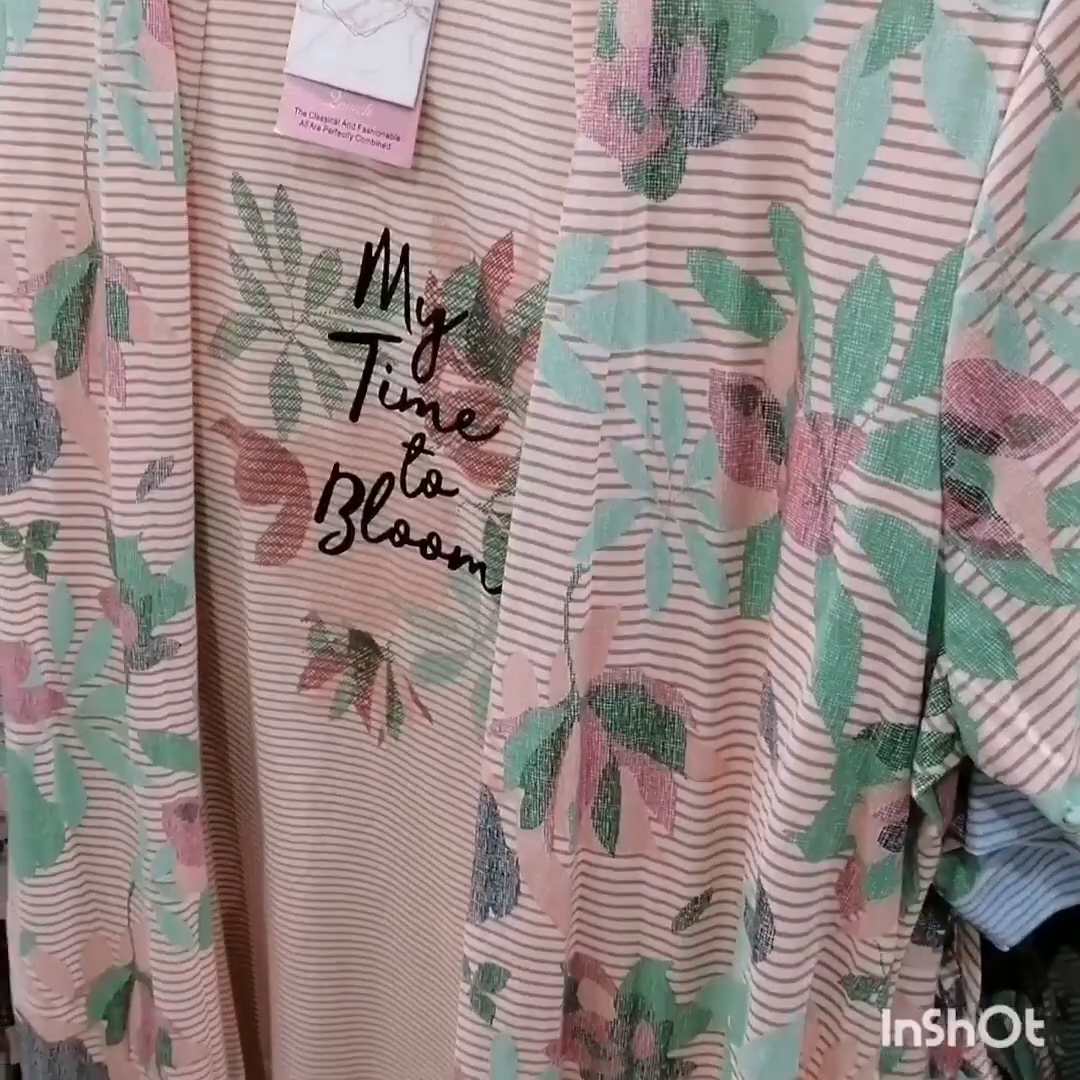 The Classical And Fashionable
All Are Perfectly Combined
My
Time
to
Bloom
InShOt